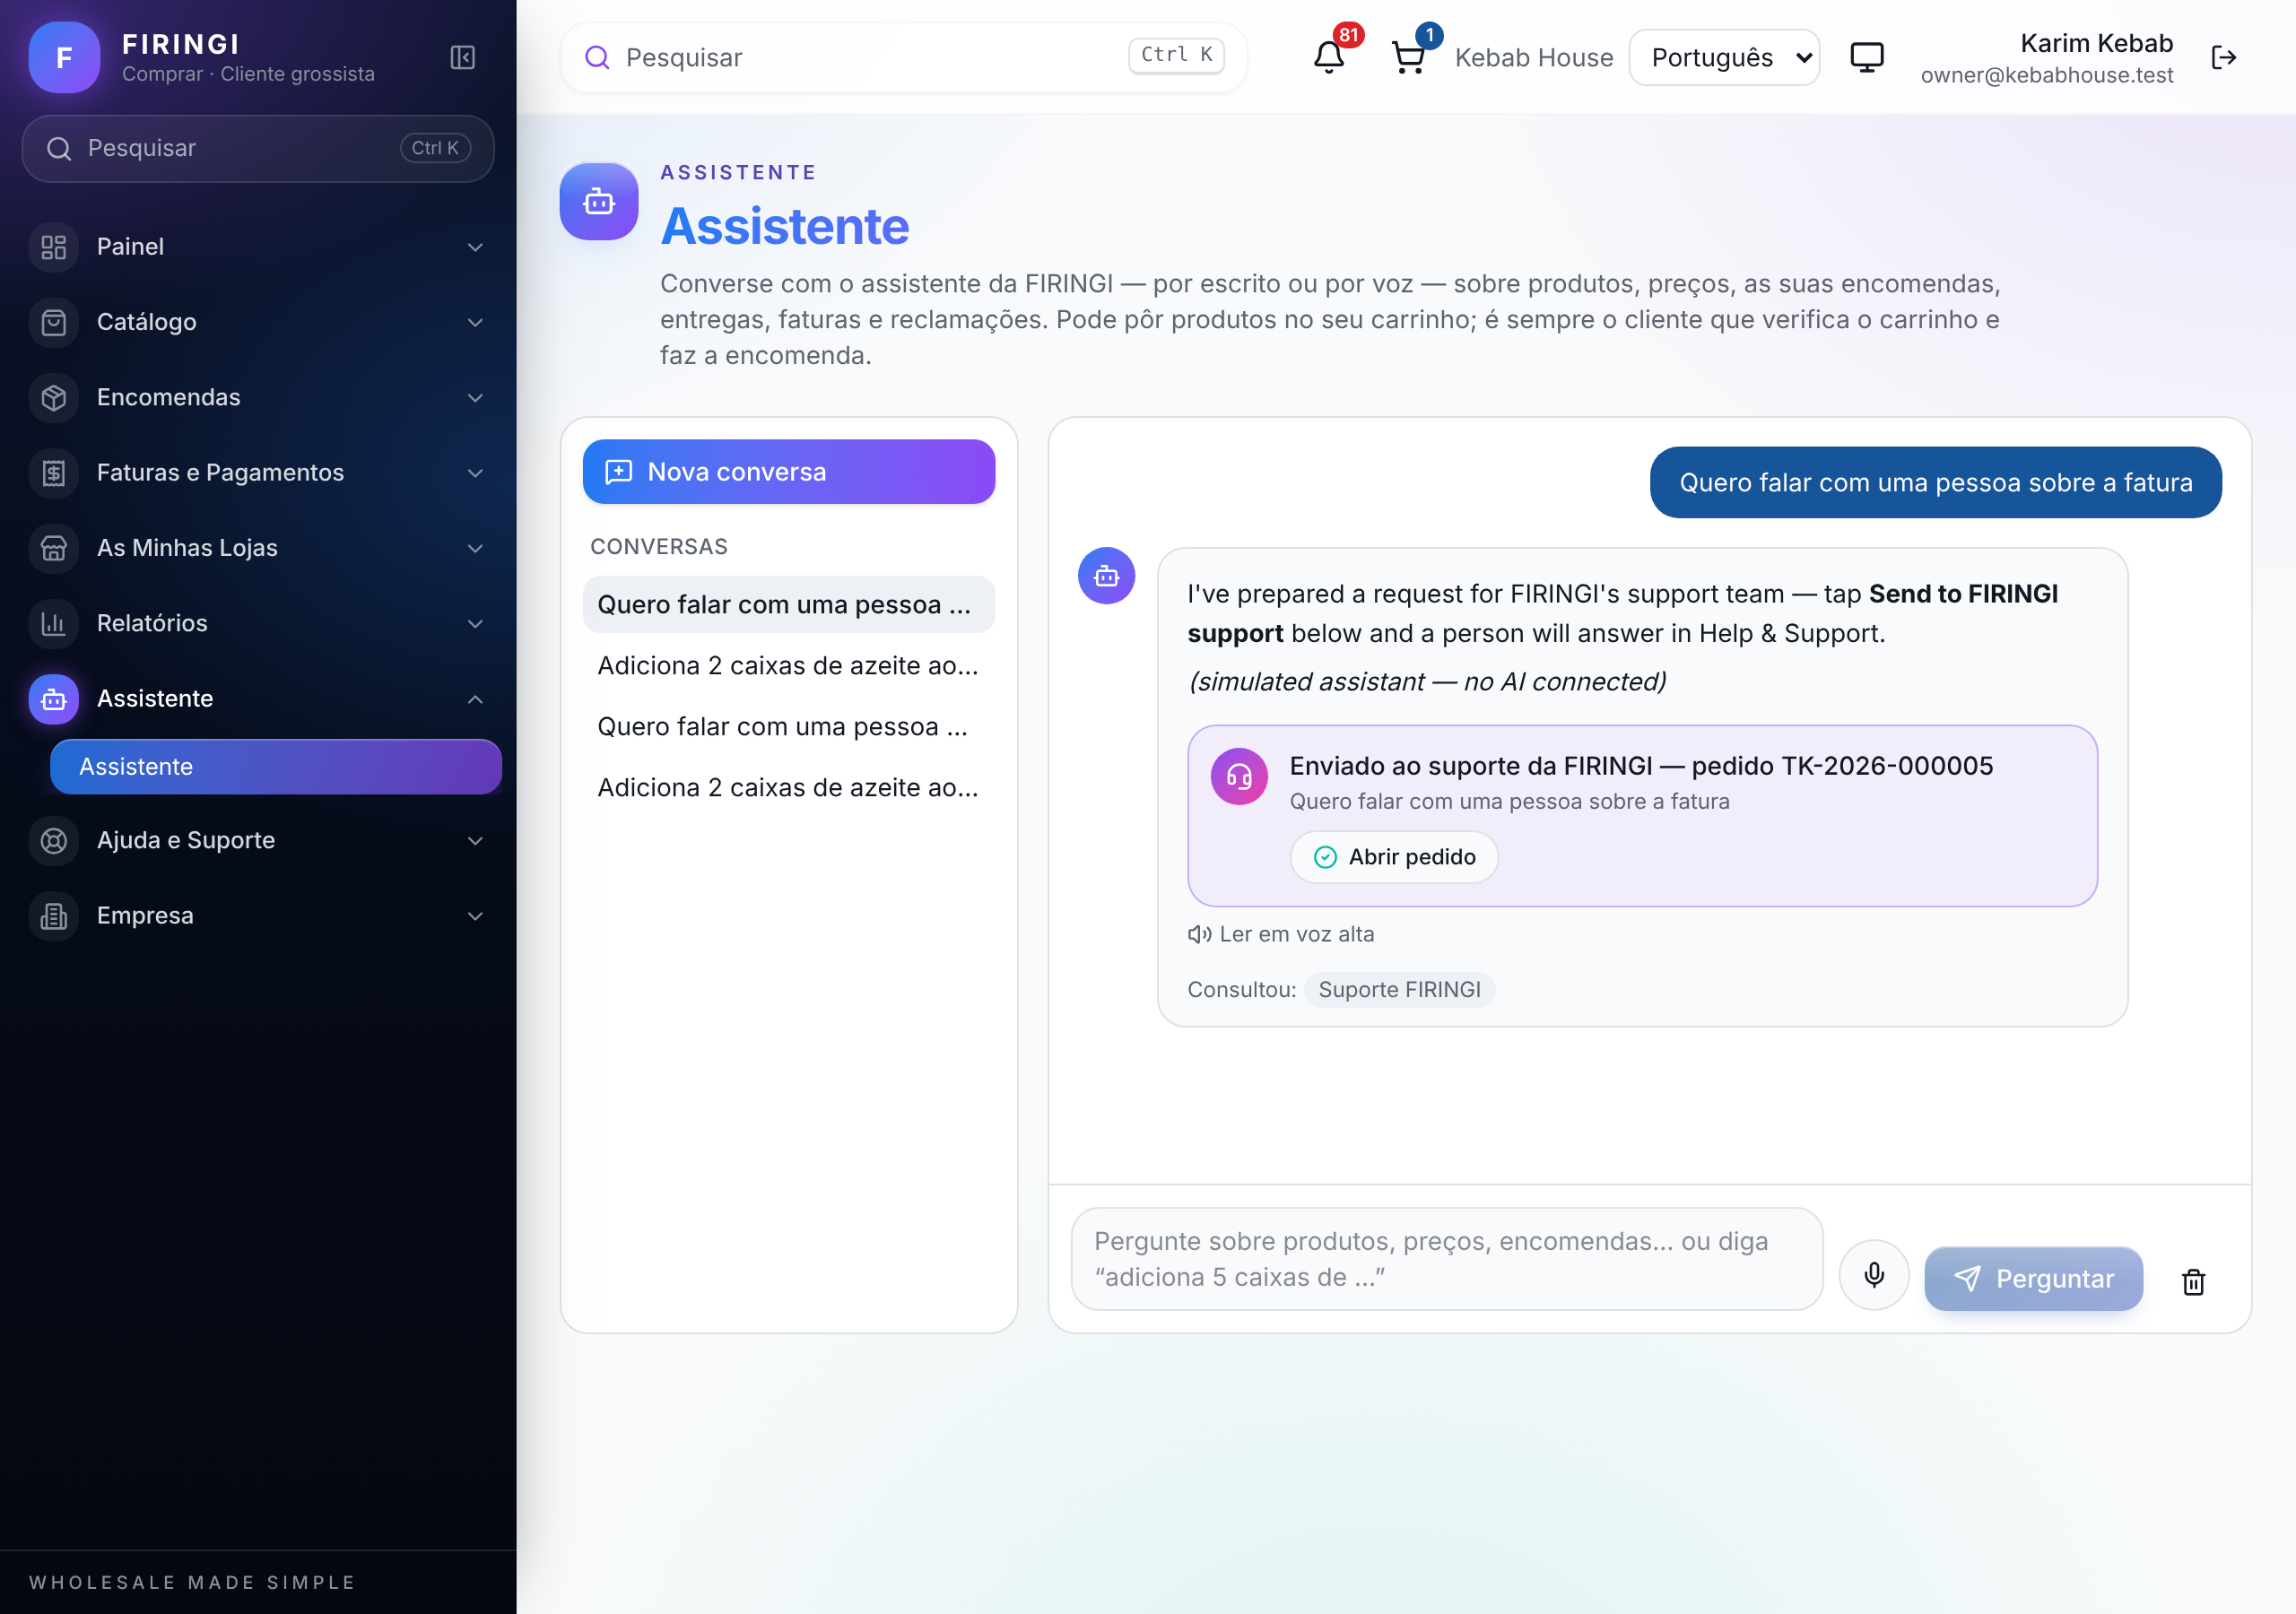 F
FIRINGI
Comprar · Cliente grossista
Pesquisar
Ctrl K
Painel
Catálogo
Encomendas
Faturas e Pagamentos
As Minhas Lojas
Relatórios
Assistente
Assistente
Ajuda e Suporte
Empresa
WHOLESALE MADE SIMPLE
Pesquisar
Ctrl K
81
1
Kebab House
Português
Karim Kebab
owner@kebabhouse.test
ASSISTENTE
Assistente
Converse com o assistente da FIRINGI — por escrito ou por voz — sobre produtos, preços, as suas encomendas,
entregas, faturas e reclamações. Pode pôr produtos no seu carrinho; é sempre o cliente que verifica o carrinho e
faz a encomenda.
Nova conversa
CONVERSAS
Quero falar com uma pessoa ...
Adiciona 2 caixas de azeite ao...
Quero falar com uma pessoa ...
Adiciona 2 caixas de azeite ao...
Quero falar com uma pessoa sobre a fatura
I've prepared a request for FIRINGI's support team — tap Send to FIRINGI
support below and a person will answer in Help & Support.
(simulated assistant — no AI connected)
Enviado ao suporte da FIRINGI — pedido TK-2026-000005
Quero falar com uma pessoa sobre a fatura
Abrir pedido
Ler em voz alta
Consultou: Suporte FIRINGI
Pergunte sobre produtos, preços, encomendas... ou diga
“adiciona 5 caixas de ...”
Perguntar